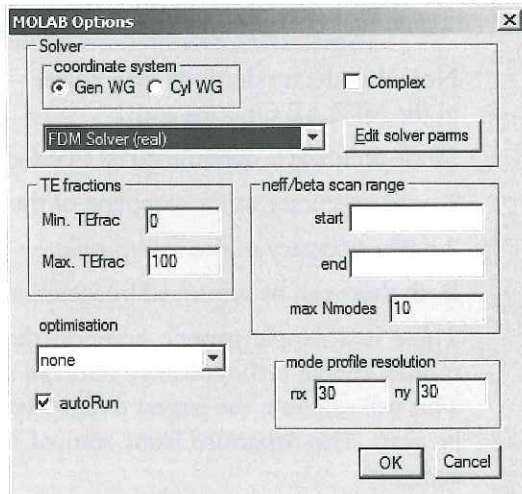 MOLAB Options
Solver
coordinate system
Gen WG Cyl WG
Complex
FDM Solver (real)
Edit solver parms
TE fractions
Min. TEfrac 0
Max. TEfrac 100
neff/beta scan range
start
end
max Nmodes 10
optimisation
none
autoRun
mode profile resolution
nx 30 ny 30
OK Cancel